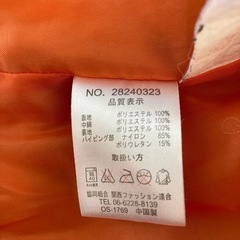 NO. 28240323
品質表示
表地 ポリエステル 100%
中綿 ポリエステル 100%
裏地 ポリエステル 100%
パイピング部 ナイロン 85%
ポリウレタン 15%
取扱い方
40
協同組合 関西ファッション連合
TEL 06-6228-8139
OS-1769 中国製